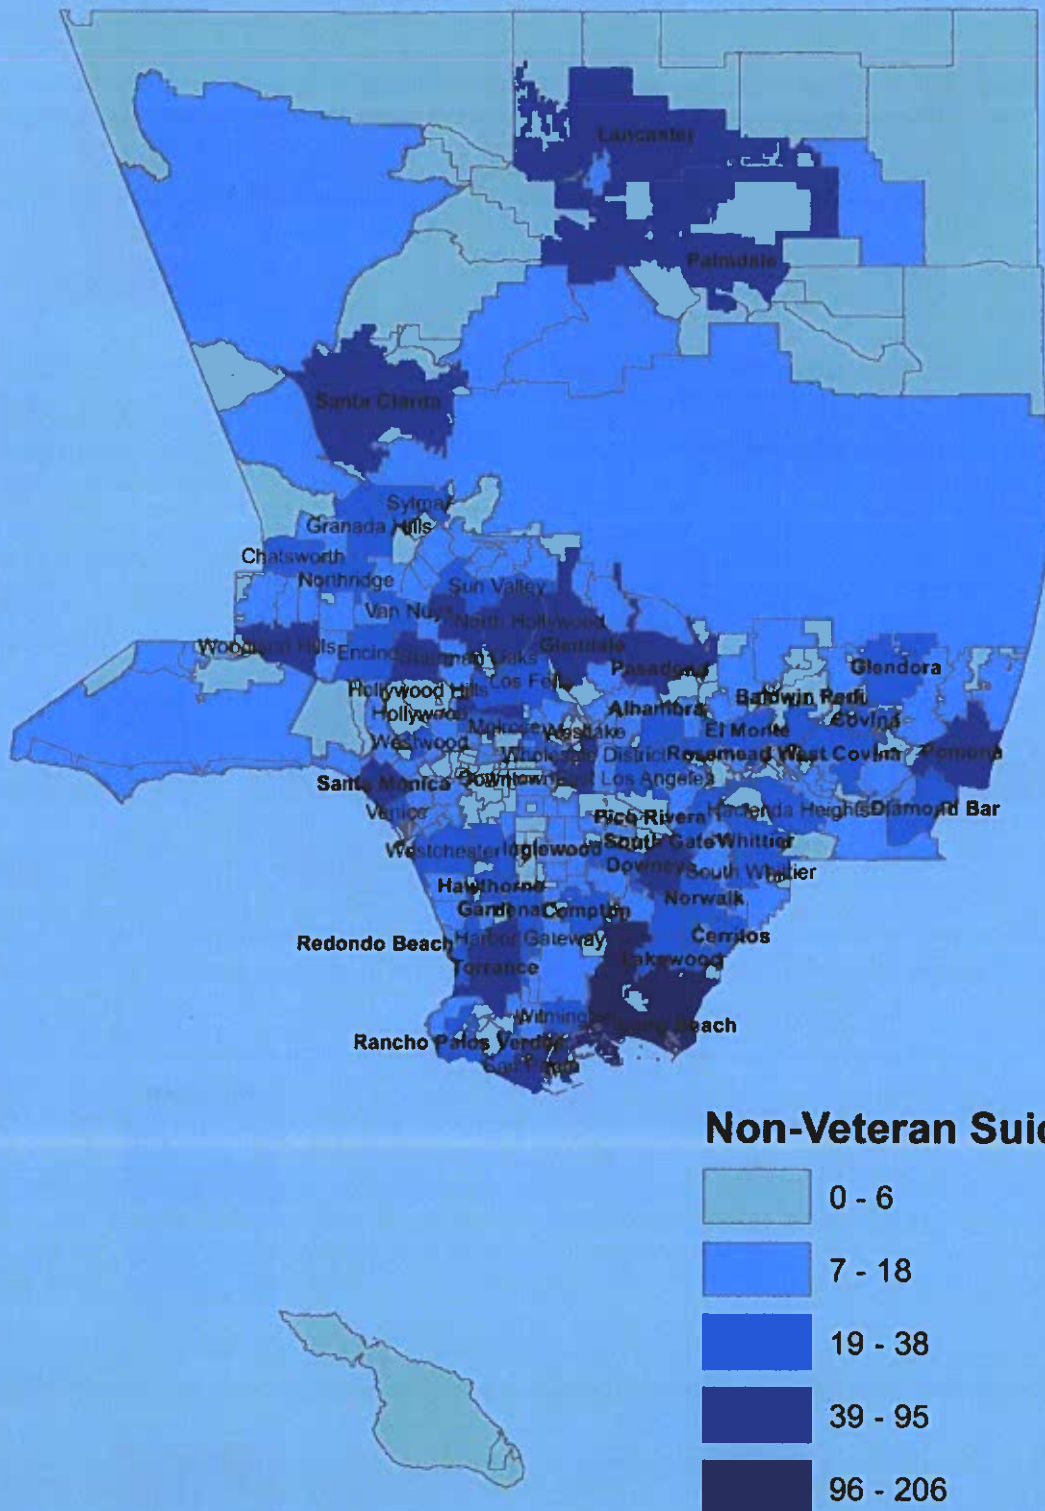 Lancaster
Palmdale
Santa Clarita
Sylmar
Granada Hills
Chatsworth
Northridge
Sun Valley
Van Nuys
North Hollywood
Woodland Hills
Encino
Sherman Oaks
Glendale
Pasadena
Glendora
Los Feliz
Hollywood Hills
Hollywood
Alhambra
Covina
Melrose
Westlake
El Monte
Westwood
Wholesale District
Rosemead
West Covina
Pomona
Santa Monica
Downtown
East Los Angeles
Venice
Pico Rivera
Hacienda Heights
Diamond Bar
Westchester
Inglewood
South Gate
Whittier
Downey
South Whittier
Hawthorne
Norwalk
Gardena
Compton
Redondo Beach
Harbor Gateway
Cerritos
Lakewood
Torrance
Wilmington
Long Beach
Rancho Palos Verdes
San Pedro
Non-Veteran Suic
0 - 6
7 - 18
19 - 38
39 - 95
96 - 206